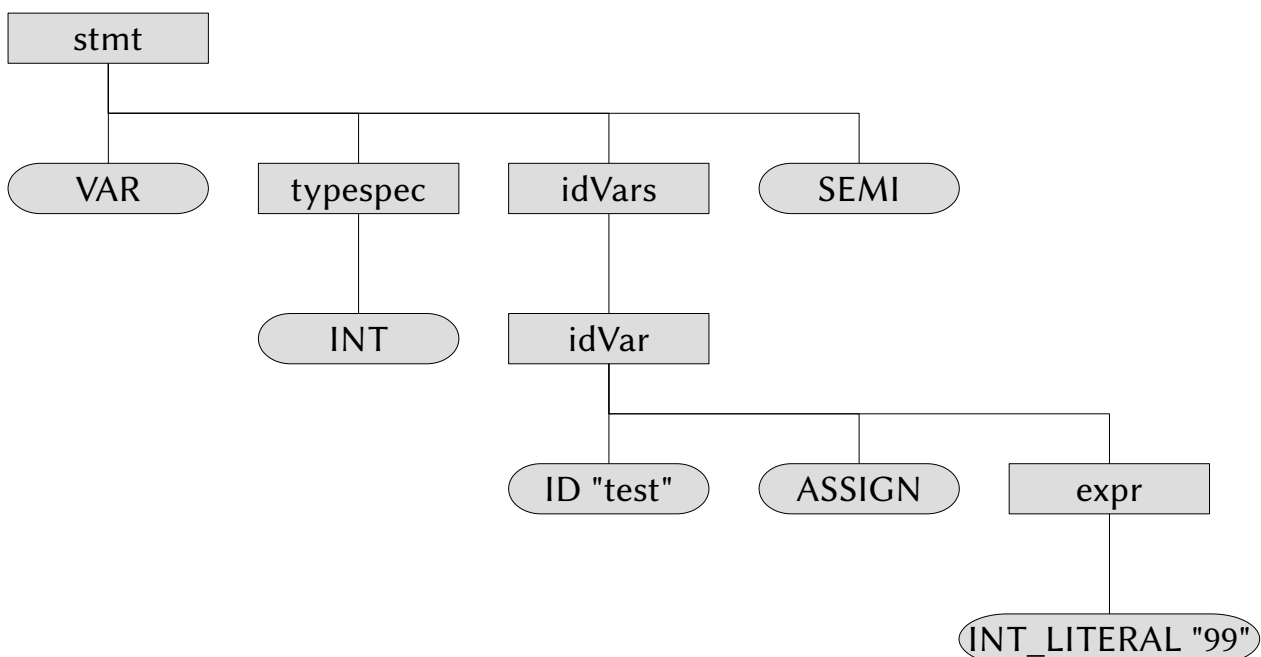 stmt
VAR
typespec
idVars
SEMI
INT
idVar
ID "test"
ASSIGN
expr
INT_LITERAL "99"